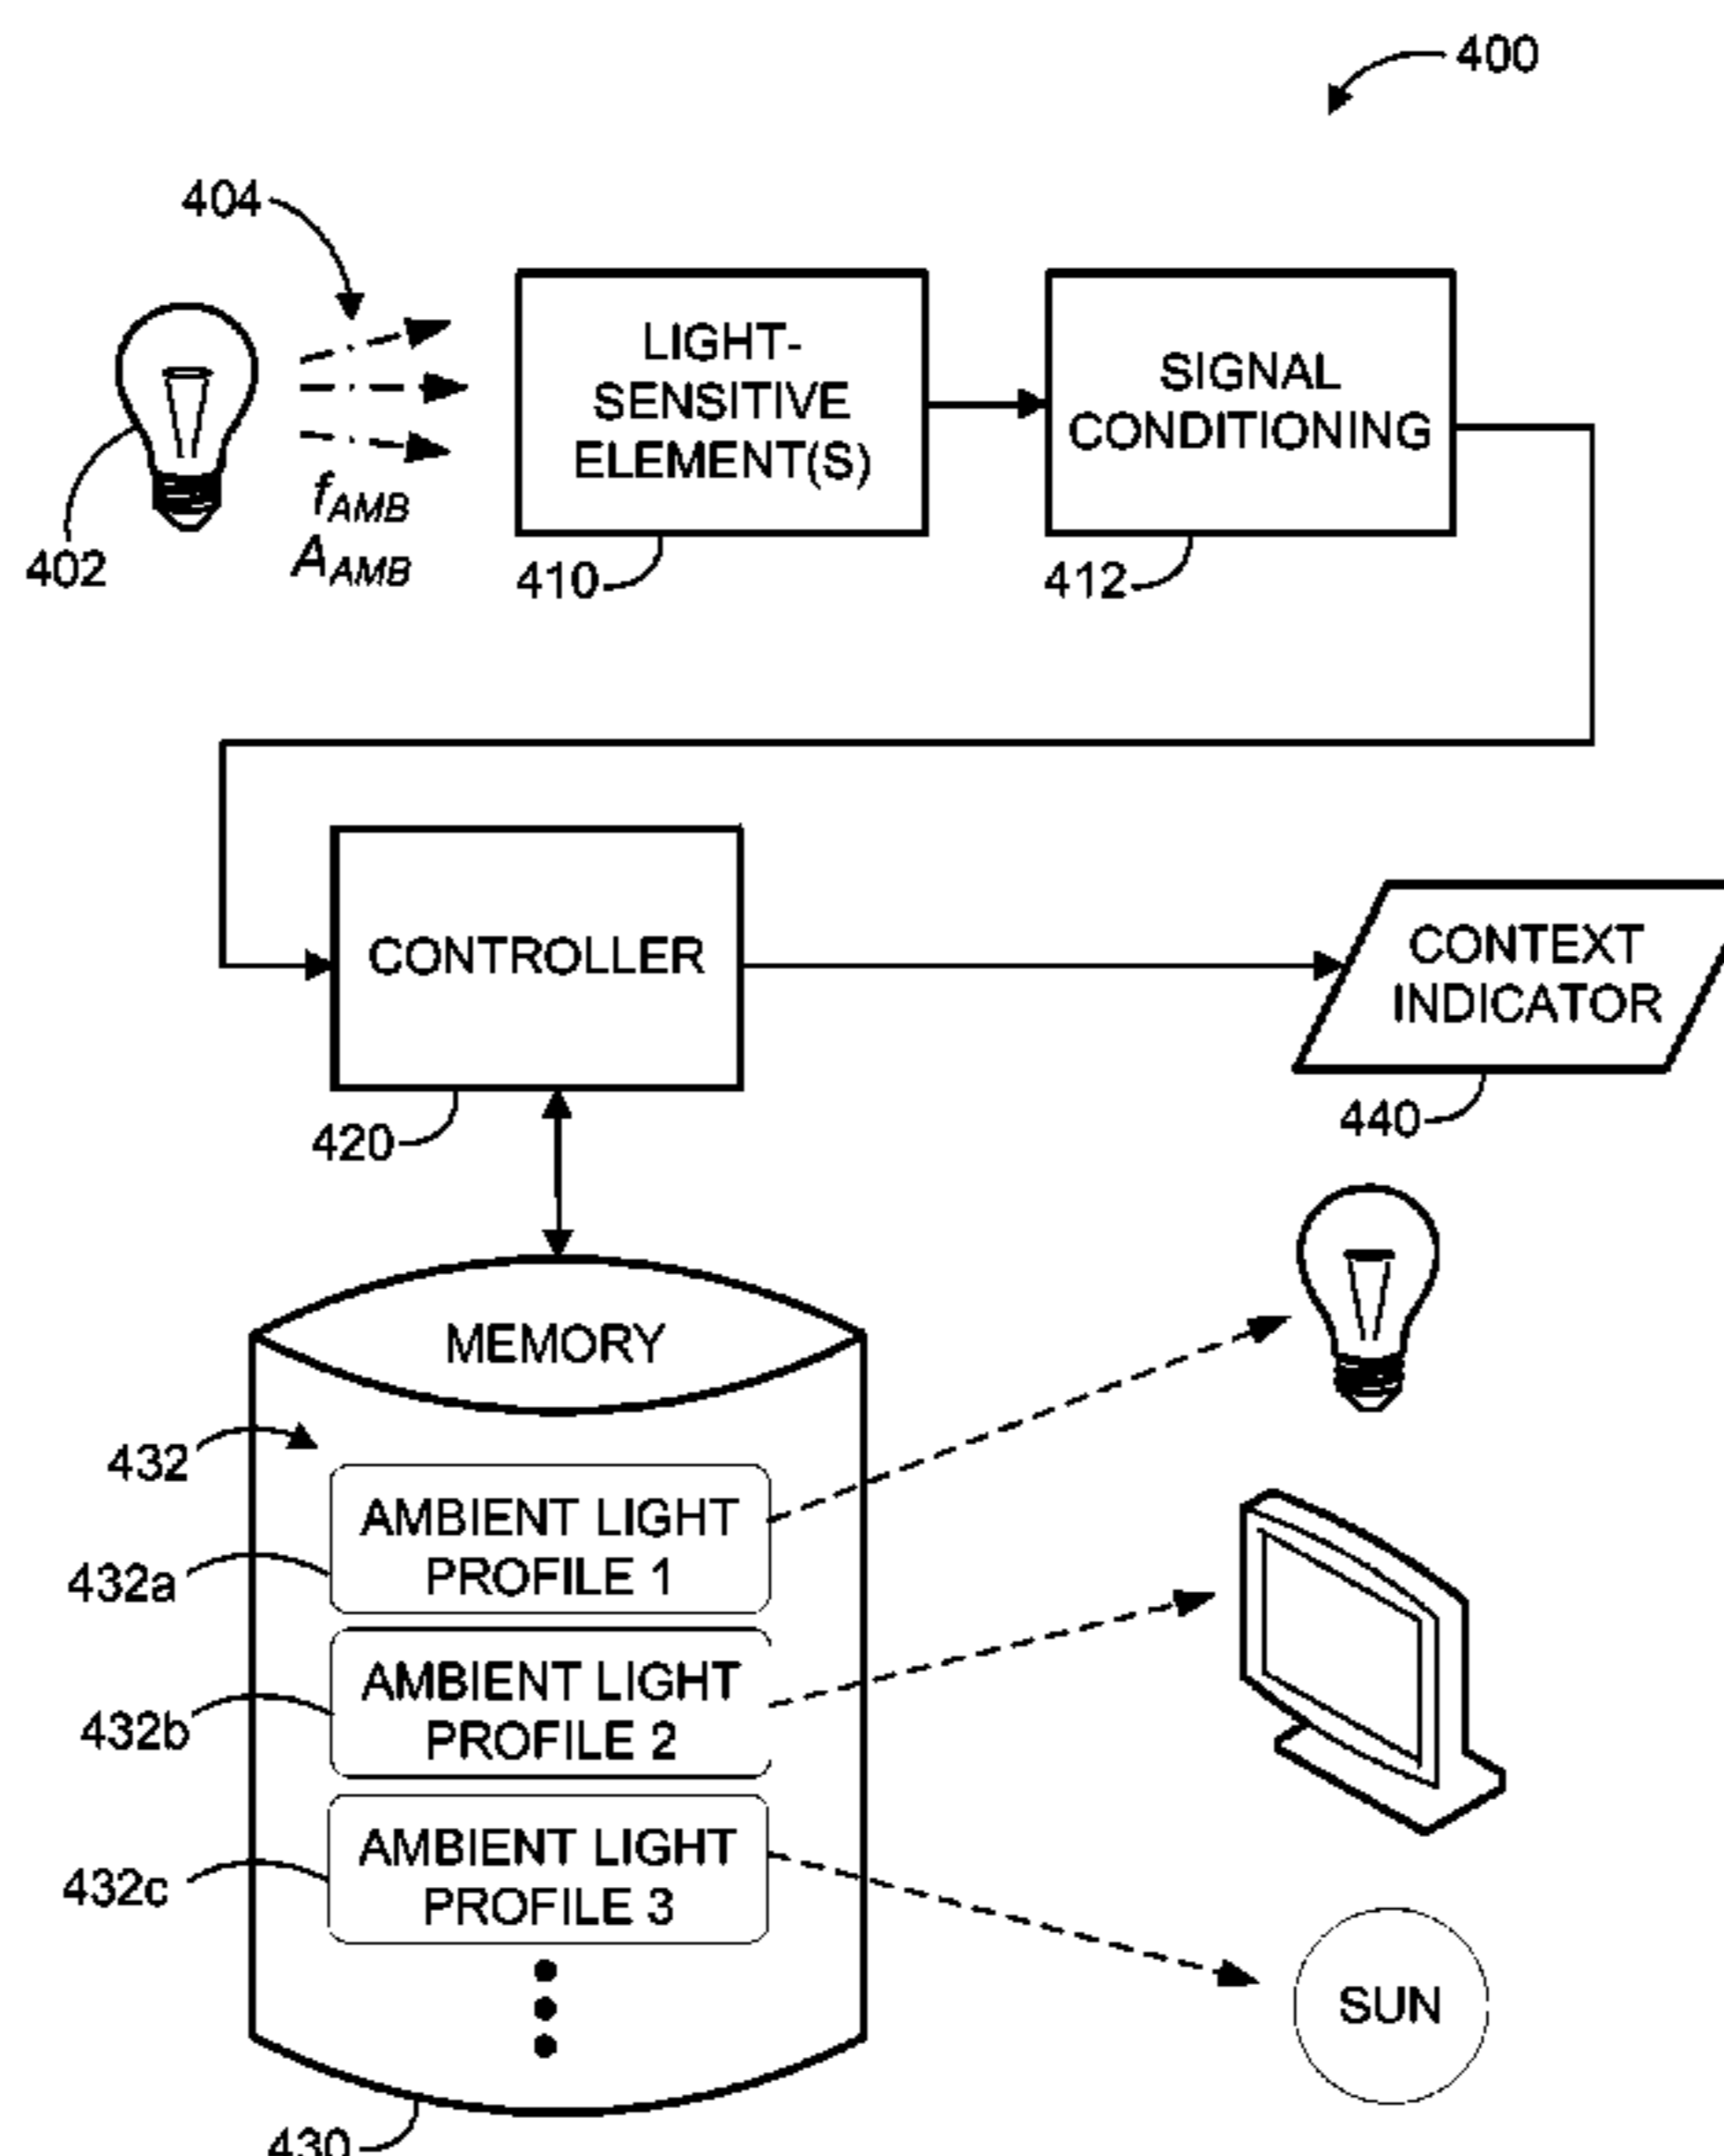 400
404
LIGHT-
SENSITIVE
ELEMENT(S)
SIGNAL
CONDITIONING
fAMB
AAMB
402
410
412
CONTROLLER
CONTEXT
INDICATOR
420
440
MEMORY
432
AMBIENT LIGHT
PROFILE 1
432a
AMBIENT LIGHT
PROFILE 2
432b
AMBIENT LIGHT
PROFILE 3
432c
SUN
430